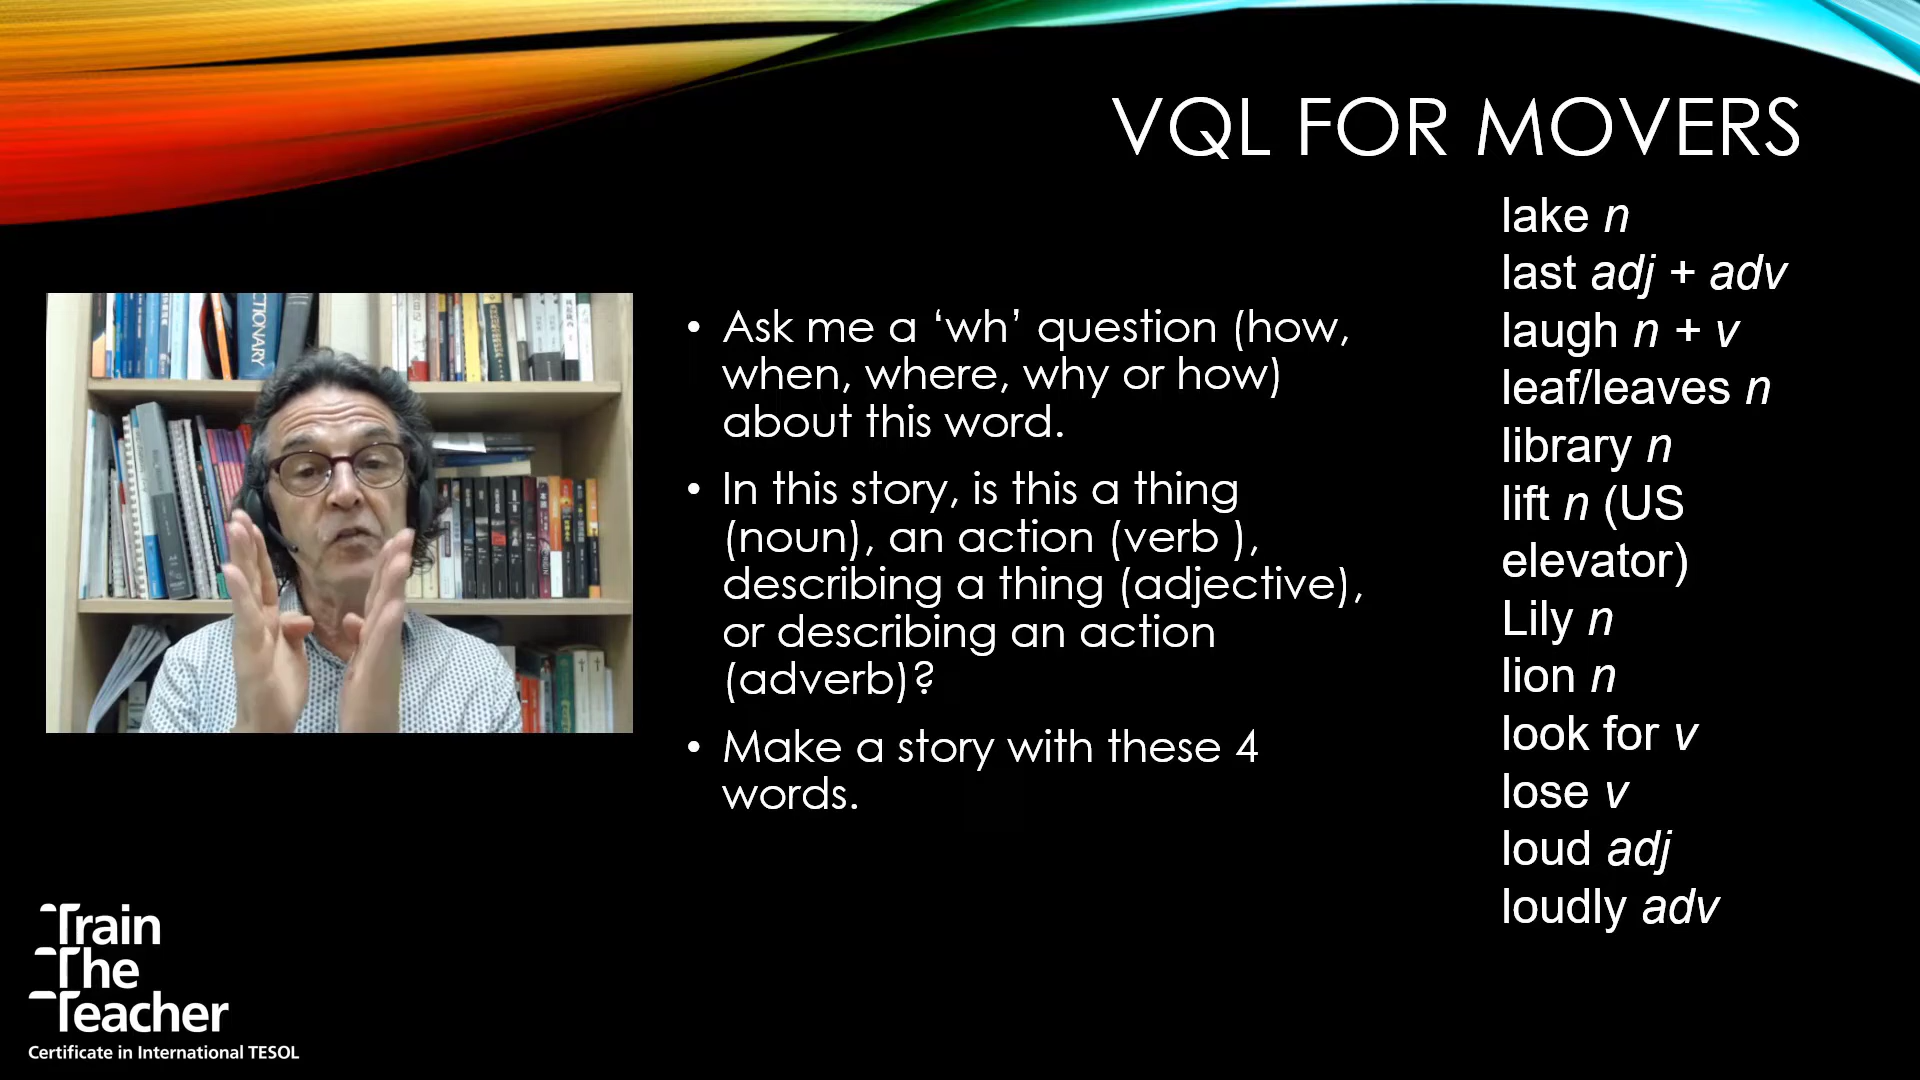 VQL FOR MOVERS
CTIONARY
• Ask me a ‘wh’ question (how,
when, where, why or how)
about this word.
• In this story, is this a thing
(noun), an action (verb ),
describing a thing (adjective),
or describing an action
(adverb)?
• Make a story with these 4
words.
lake n
last adj + adv
laugh n + v
leaf/leaves n
library n
lift n (US
elevator)
Lily n
lion n
look for v
lose v
loud adj
loudly adv
Train
The
Teacher
Certificate in International TESOL